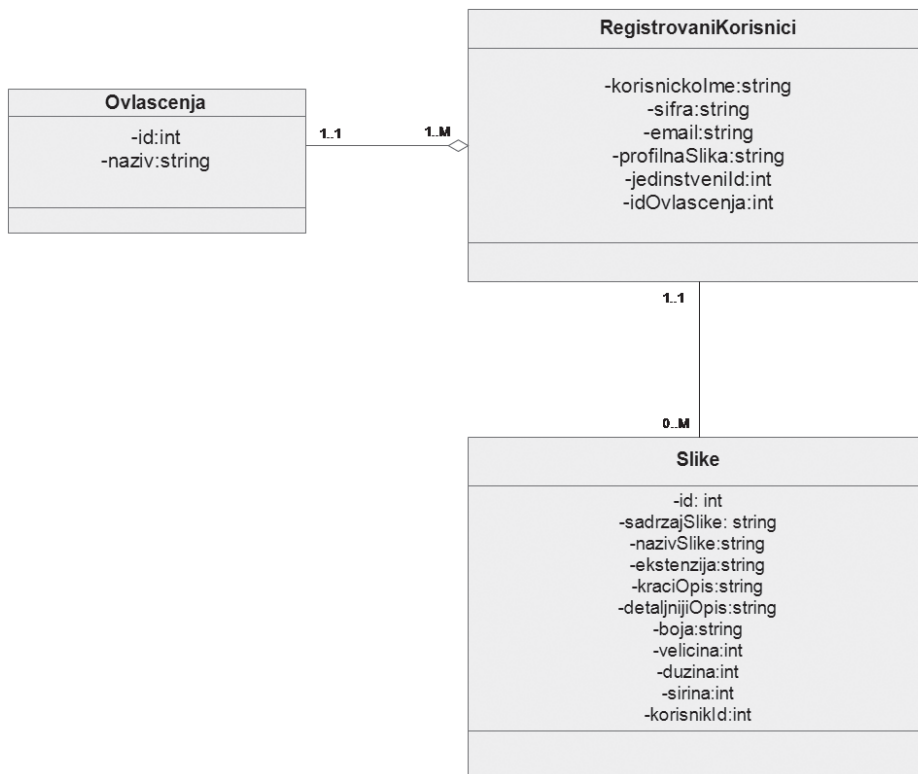 Ovlascenja
-id:int
-naziv:string
1..1
1..M
RegistrovaniKorisnici
-korisnickoIme:string
-sifra:string
-email:string
-profilnaSlika:string
-jedinstveniId:int
-idOvlascenja:int
1..1
0..M
Slike
-id: int
-sadrzajSlike: string
-nazivSlike:string
-ekstenzija:string
-kraciOpis:string
-detaljnijiOpis:string
-boja:string
-velicina:int
-duzina:int
-sirina:int
-korisnikId:int